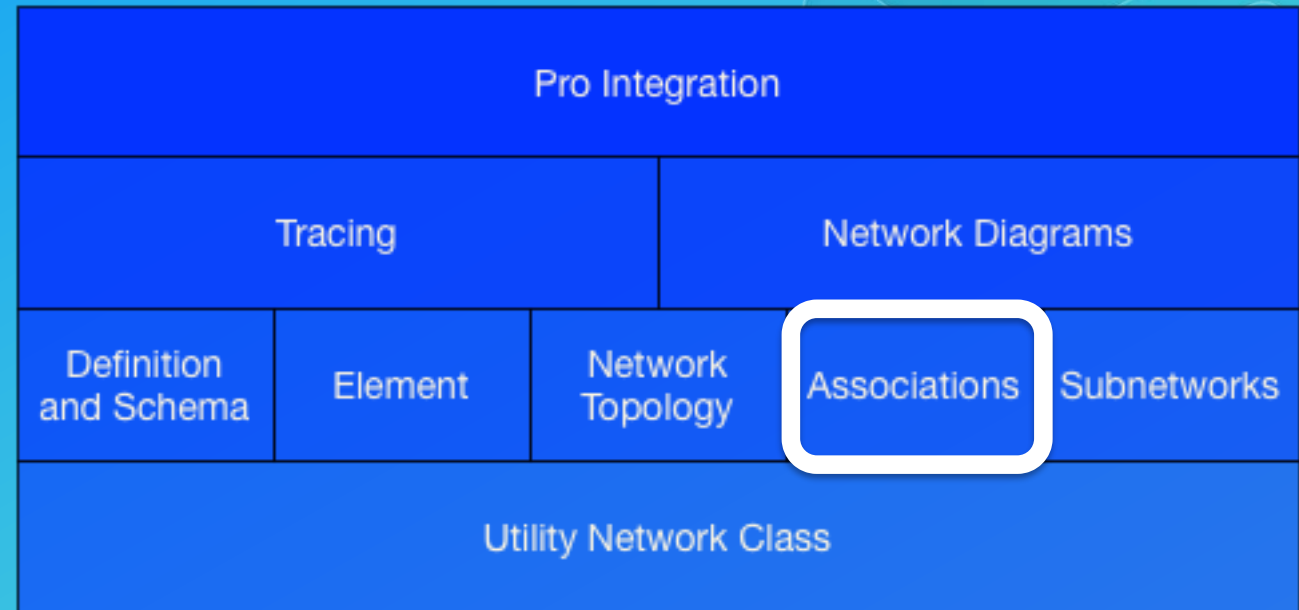 Pro Integration
Tracing
Network Diagrams
Definition
and Schema
Element
Network
Topology
Associations
Subnetworks
Utility Network Class